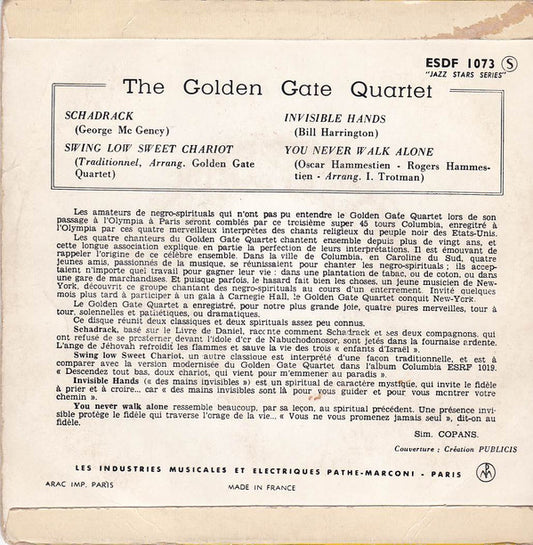 ESDF 1073 S
"JAZZ STARS SERIES"
The Golden Gate Quartet
SCHADRACK
(George Mc Geney)
SWING LOW SWEET CHARIOT
(Traditionnel, Arrang. Golden Gate
Quartet)
INVISIBLE HANDS
(Bill Harrington)
YOU NEVER WALK ALONE
(Oscar Hammestien - Rogers Hammes-
tien - Arrang. I. Trotman)
Les amateurs de negro-spirituals qui n'ont pas pu entendre le Golden Gate Quartet lors de son
passage à l'Olympia à Paris seront comblés par ce troisième super 45 tours Columbia, enregitré à
l'Olympia par ces quatre merveilleux interprètes des chants religieux du peuple noir des Etats-Unis.
Les quatre chanteurs du Golden Gate Quartet chantent ensemble depuis plus de vingt ans, et
cette longue association explique en partie la perfection de leurs interprétations. Il est émouvant de
rappeler l'origine de ce célèbre ensemble. Dans la ville de Columbia, en Caroline du Sud, quatre
jeunes amis, passionnés de la musique, se réunissaient pour chanter les negro-spirituals ; ils accep-
taient n'importe quel travail pour gagner leur vie : dans une plantation de tabac, ou de coton, ou dans
une gare de marchandises. Et puisque parfois, le hasard fait bien les choses, un jeune musicien de New-
York, découvrit ce groupe chantant des negro-spirituals au cours d'un enterrement. Invité quelques
mois plus tard à participer à un gala à Carnegie Hall, le Golden Gate Quartet conquit New-York.
Le Golden Gate Quartet a enregistré, pour notre plus grande joie, quatre pures merveilles, tour à
tour, solennelles et pathétiques, ou dramatiques.
Ce disque réunit deux classiques et deux spirituals assez peu connus.
Schadrack, basé sur le Livre de Daniel, raconte comment Schadrack et ses deux compagnons, qui
ont refusé de se prosterner devant l'idole d'or de Nabuchodonosor, sont jetés dans la fournaise ardente.
L'ange de Jéhovah refroidit les flammes et sauve la vie des trois « enfants d'Israël ».
Swing low Sweet Chariot, un autre classique est interprété d'une façon traditionnelle, et est à
comparer avec la version modernisée du Golden Gate Quartet dans l'album Columbia ESRF 1019.
« Descendez tout bas, doux chariot, qui vient pour m'emmener au paradis ».
Invisible Hands (« des mains invisibles ») est un spiritual de caractère mystique, qui invite le fidèle
à prier et à croire... car « des mains invisibles sont là pour vous guider et pour vous montrer votre
chemin ».
You never walk alone ressemble beaucoup, par sa leçon, au spiritual précédent. Une présence invi-
sible protège le fidèle qui traverse l'orage de la vie... « Vous ne vous promenez jamais seul », dit-on au
fidèle.
Sim. COPANS.
Couverture : Création PUBLICIS
LES INDUSTRIES MUSICALES ET ELECTRIQUES PATHE-MARCONI - PARIS
ARAC IMP. PARIS
MADE IN FRANCE